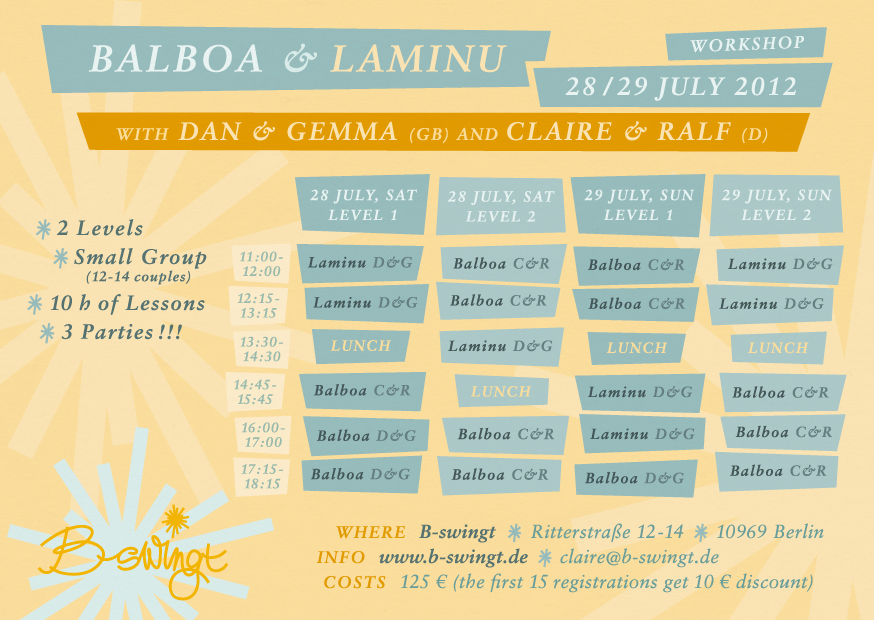 BALBOA & LAMINU
WORKSHOP
28/29 JULY 2012
WITH DAN & GEMMA (GB) AND CLAIRE & RALF (D)
2 Levels
Small Group
(12-14 couples)
10 h of Lessons
3 Parties !!!
28 JULY, SAT LEVEL 1
28 JULY, SAT LEVEL 2
29 JULY, SUN LEVEL 1
29 JULY, SUN LEVEL 2
11:00-12:00 Laminu D&G Balboa C&R Balboa C&R Laminu D&G
12:15-13:15 Laminu D&G Balboa C&R Balboa C&R Laminu D&G
13:30-14:30 LUNCH Laminu D&G LUNCH LUNCH
14:45-15:45 Balboa C&R LUNCH Laminu D&G Balboa C&R
16:00-17:00 Balboa D&G Balboa C&R Laminu D&G Balboa C&R
17:15-18:15 Balboa D&G Balboa C&R Balboa D&G Balboa C&R
B-swingt
WHERE B-swingt Ritterstraße 12-14 10969 Berlin
INFO www.b-swingt.de claire@b-swingt.de
COSTS 125 € (the first 15 registrations get 10 € discount)